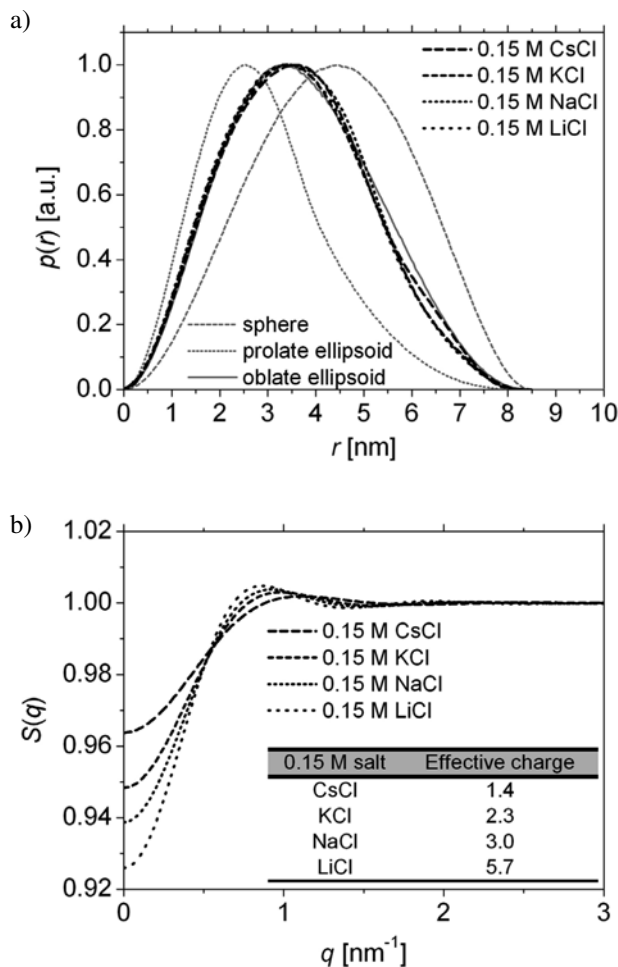 a)
1.0
0.8
0.6
0.4
0.2
0.0
p(r) [a.u.]
0.15 M CsCl
0.15 M KCl
0.15 M NaCl
0.15 M LiCl
sphere
prolate ellipsoid
oblate ellipsoid
0 1 2 3 4 5 6 7 8 9 10
r [nm]
b)
1.02
1.00
0.98
0.96
0.94
0.92
S(q)
0.15 M CsCl
0.15 M KCl
0.15 M NaCl
0.15 M LiCl
0.15 M salt Effective charge
CsCl 1.4
KCl 2.3
NaCl 3.0
LiCl 5.7
0 1 2 3
q [nm⁻¹]